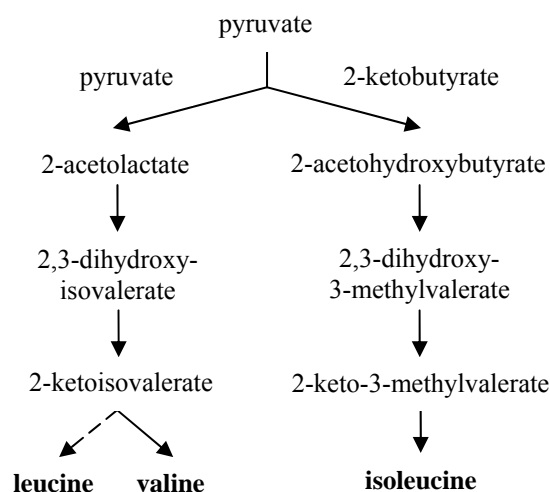 pyruvate
pyruvate 2-ketobutyrate
2-acetolactate 2-acetohydroxybutyrate
2,3-dihydroxy-
isovalerate
2,3-dihydroxy-
3-methylvalerate
2-ketoisovalerate 2-keto-3-methylvalerate
leucine valine isoleucine